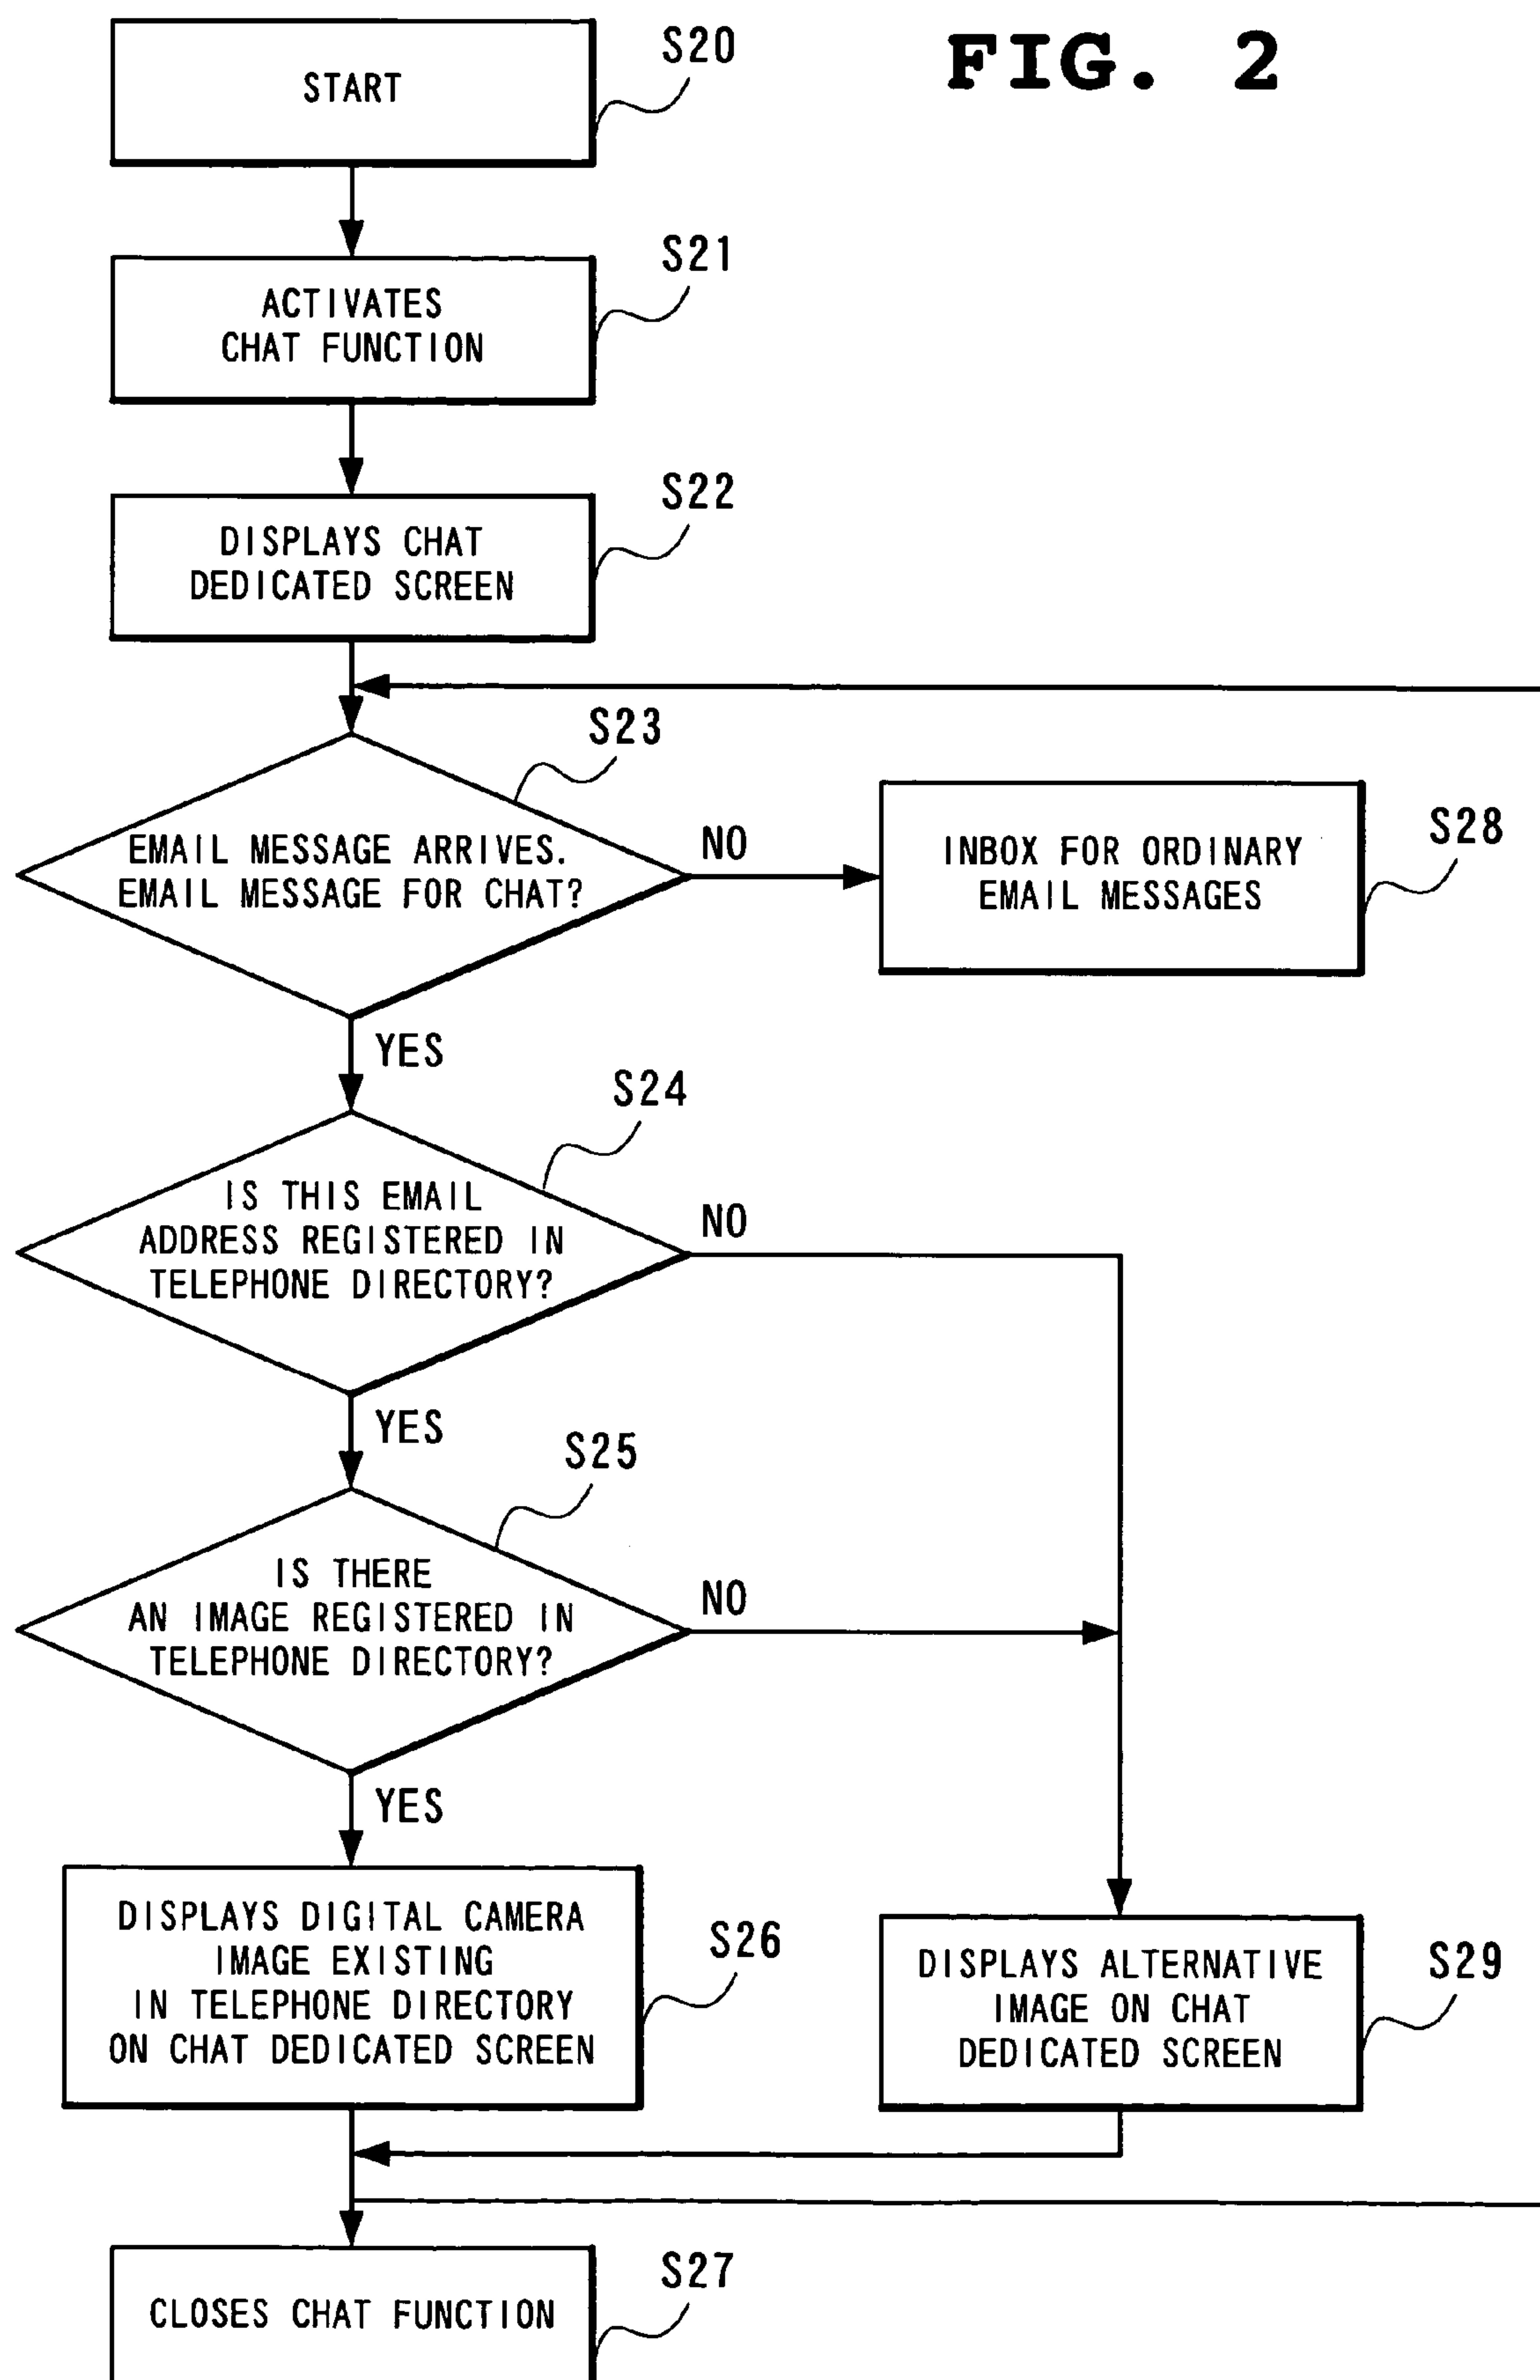 FIG. 2
S20
START
S21
ACTIVATES
CHAT FUNCTION
S22
DISPLAYS CHAT
DEDICATED SCREEN
S23
EMAIL MESSAGE ARRIVES.
EMAIL MESSAGE FOR CHAT?
NO
INBOX FOR ORDINARY
EMAIL MESSAGES
S28
YES
S24
IS THIS EMAIL
ADDRESS REGISTERED IN
TELEPHONE DIRECTORY?
NO
YES
S25
IS THERE
AN IMAGE REGISTERED IN
TELEPHONE DIRECTORY?
NO
YES
DISPLAYS DIGITAL CAMERA
IMAGE EXISTING
IN TELEPHONE DIRECTORY
ON CHAT DEDICATED SCREEN
S26
DISPLAYS ALTERNATIVE
IMAGE ON CHAT
DEDICATED SCREEN
S29
S27
CLOSES CHAT FUNCTION